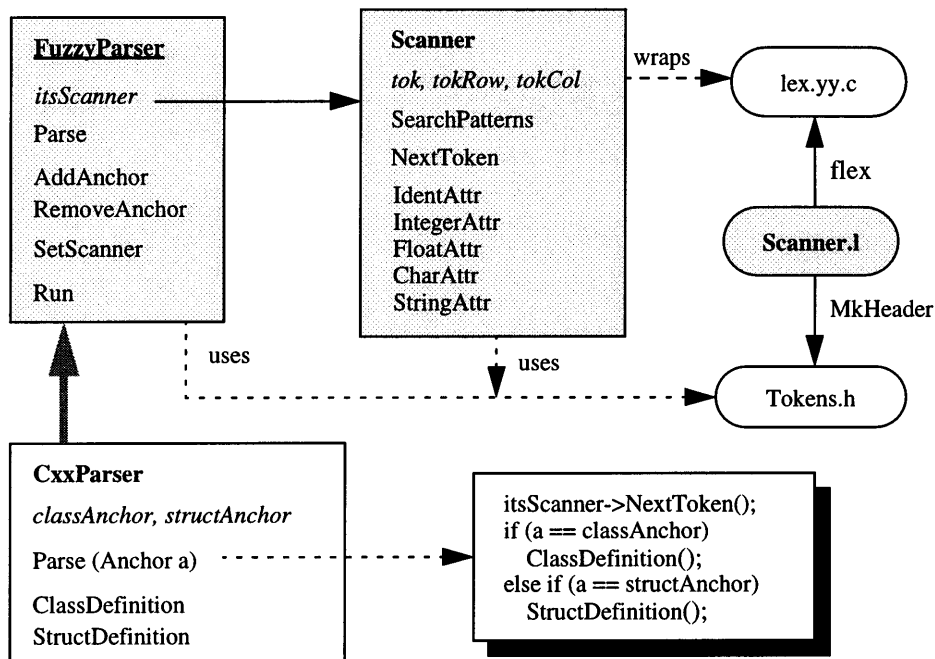 FuzzyParser
itsScanner
Parse
AddAnchor
RemoveAnchor
SetScanner
Run
Scanner
tok, tokRow, tokCol
SearchPatterns
NextToken
IdentAttr
IntegerAttr
FloatAttr
CharAttr
StringAttr
wraps
lex.yy.c
flex
Scanner.l
MkHeader
Tokens.h
uses
uses
CxxParser
classAnchor, structAnchor
Parse (Anchor a)
ClassDefinition
StructDefinition
itsScanner->NextToken();
if (a == classAnchor)
ClassDefinition();
else if (a == structAnchor)
StructDefinition();